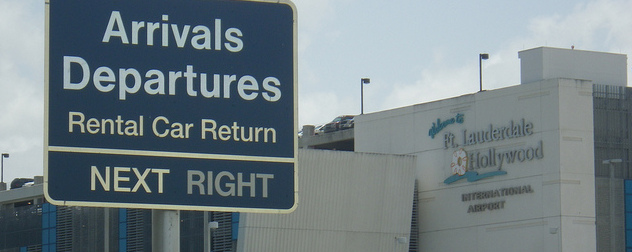 Arrivals
Departures
Rental Car Return
NEXT RIGHT
Welcome to
Ft. Lauderdale
Hollywood
INTERNATIONAL
AIRPORT